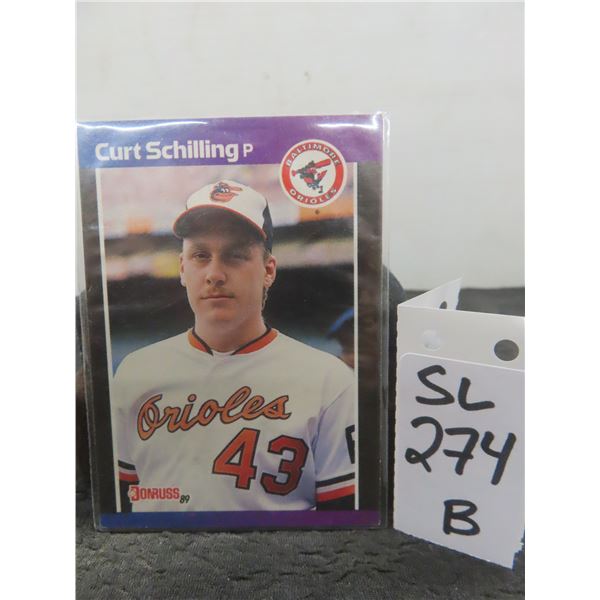 Curt Schilling P
BALTIMORE
ORIOLES
Orioles
43
DONRUSS 89
SL
274
B